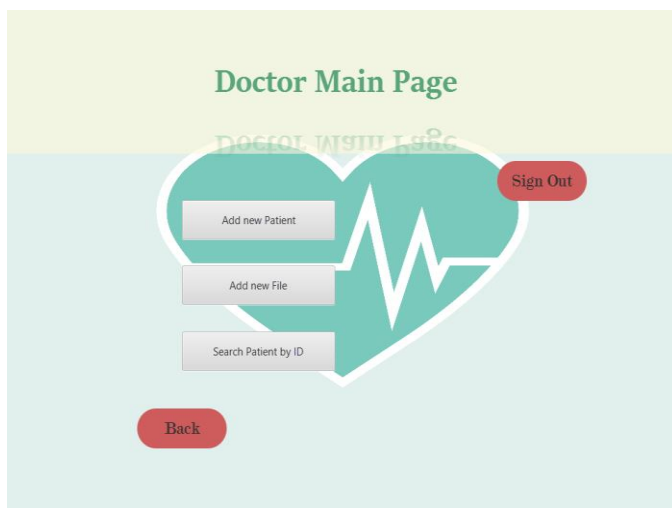 Doctor Main Page
Sign Out
Add new Patient
Add new File
Search Patient by ID
Back